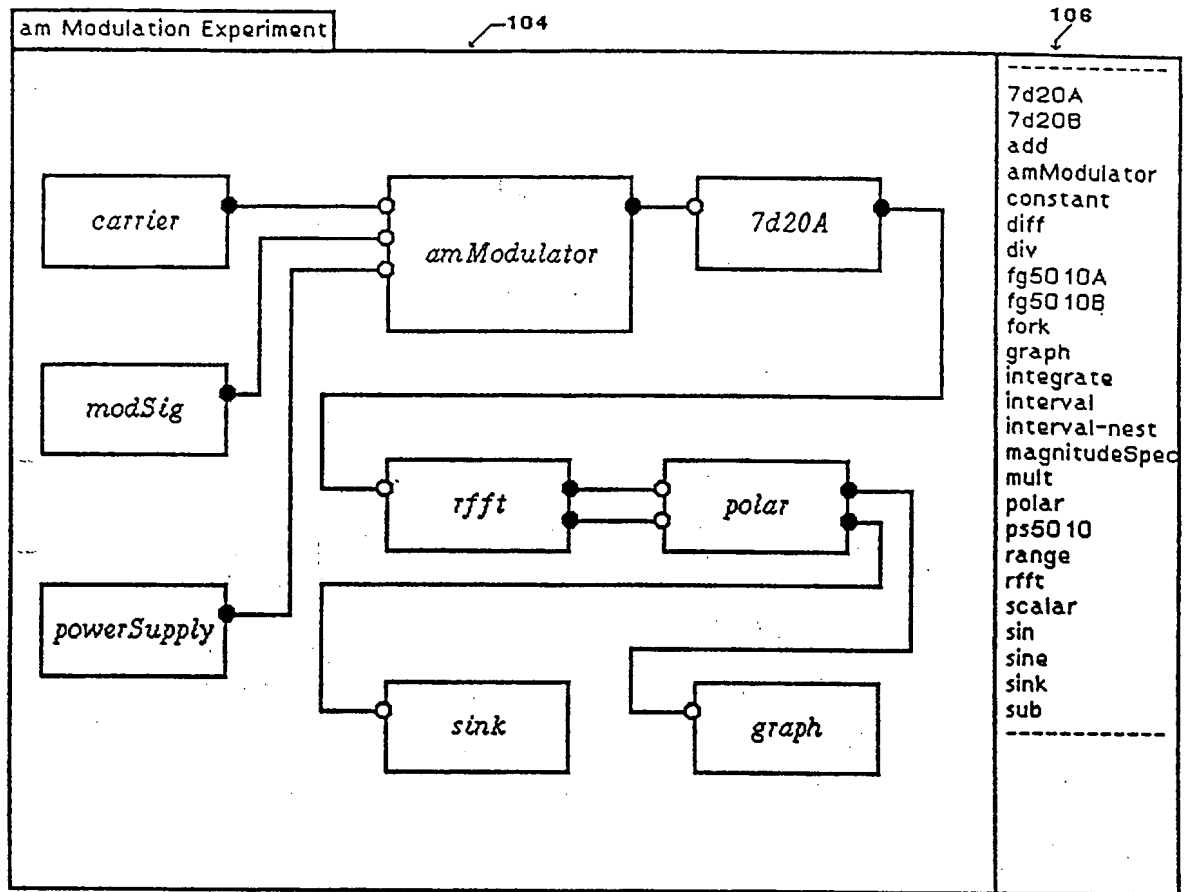 am Modulation Experiment
104
106
carrier
amModulator
7d20A
modSig
rfft
polar
powerSupply
sink
graph
------------
7d20A
7d20B
add
amModulator
constant
diff
div
fg5010A
fg5010B
fork
graph
integrate
interval
interval-nest
magnitudeSpec
mult
polar
ps5010
range
rfft
scalar
sin
sine
sink
sub
------------